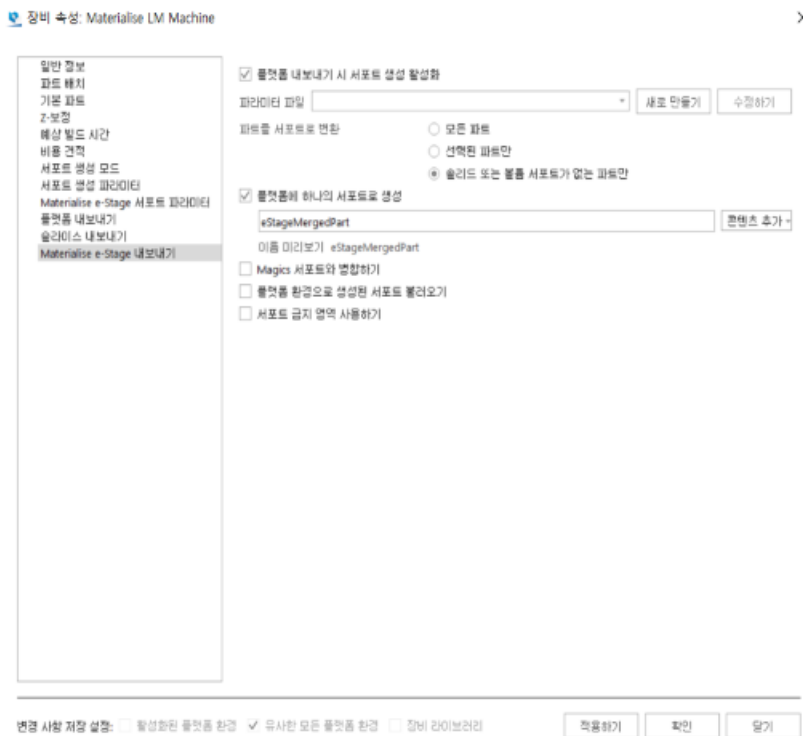 장비 속성: Materialise LM Machine
일반 정보
파트 배치
기본 파트
Z-보정
예상 빌드 시간
비용 견적
서포트 생성 모드
서포트 생성 파라미터
Materialise e-Stage 서포트 파라미터
플랫폼 내보내기
슬라이스 내보내기
Materialise e-Stage 내보내기
플랫폼 내보내기 시 서포트 생성 활성화
파라미터 파일 새로 만들기 수정하기
파트를 서포트로 변환 모든 파트
선택된 파트만
솔리드 또는 볼륨 서포트가 없는 파트만
플랫폼에 하나의 서포트로 생성
eStageMergedPart 콘텐츠 추가
이름 미리보기 eStageMergedPart
Magics 서포트와 병합하기
플랫폼 환경으로 생성된 서포트 불러오기
서포트 금지 영역 사용하기
변경 사항 저장 설정: 활성화된 플랫폼 환경 유사한 모든 플랫폼 환경 장비 라이브러리 적용하기 확인 닫기